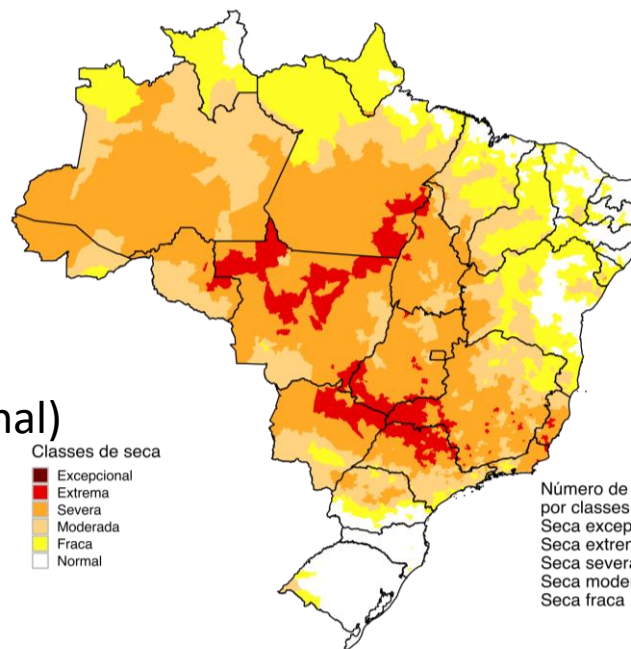 nal)
Classes de seca
Excepcional
Extrema
Severa
Moderada
Fraca
Normal
Número de
por classes
Seca excep
Seca extrem
Seca severa
Seca moder
Seca fraca